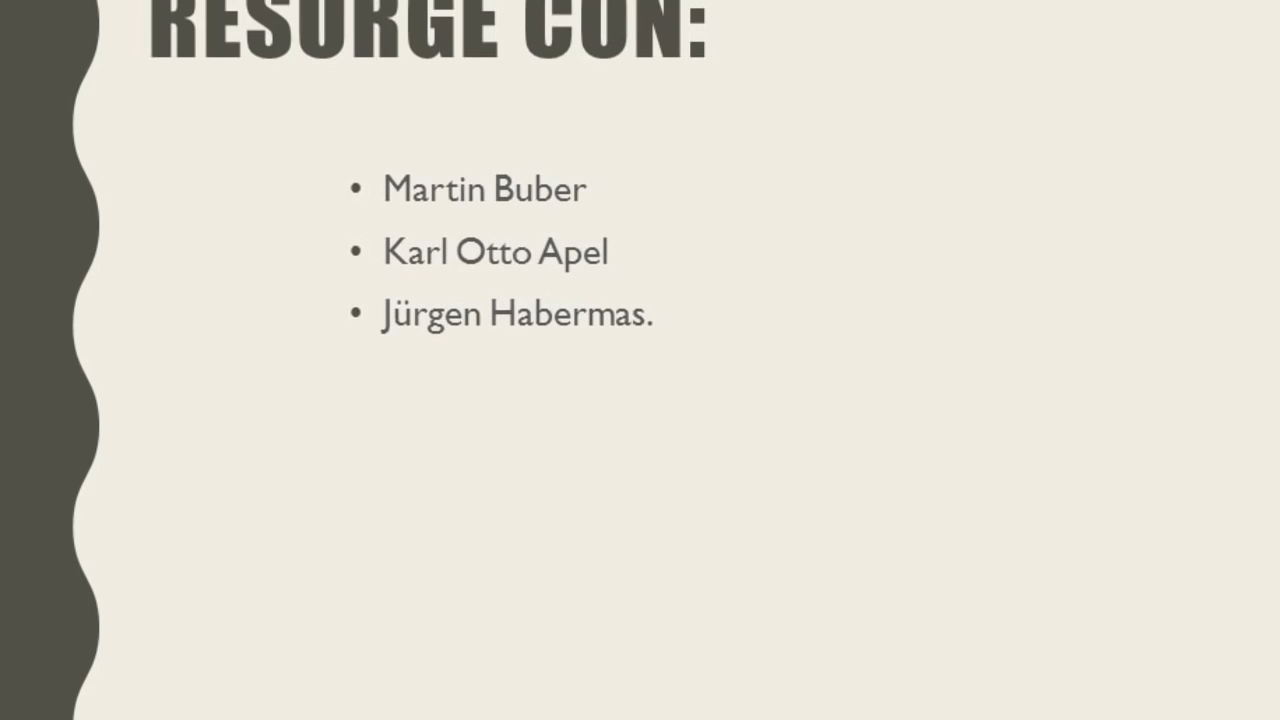 RESURGE CON:
• Martin Buber
• Karl Otto Apel
• Jürgen Habermas.